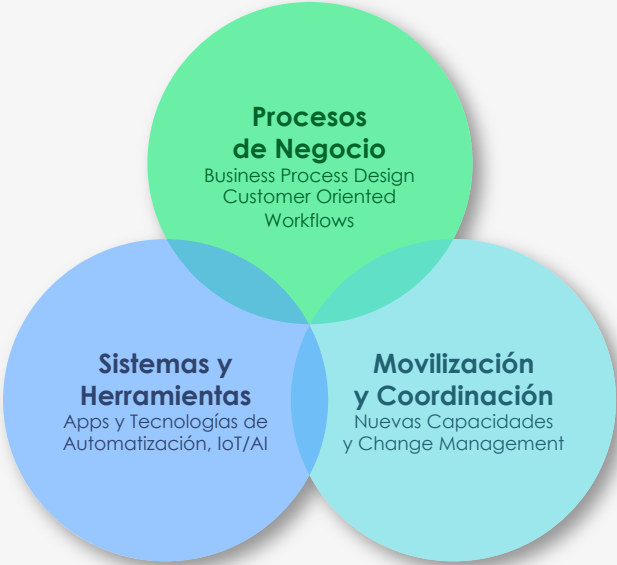 Procesos
de Negocio
Business Process Design
Customer Oriented
Workflows
Sistemas y
Herramientas
Apps y Tecnologías de
Automatización, IoT/AI
Movilización
y Coordinación
Nuevas Capacidades
y Change Management